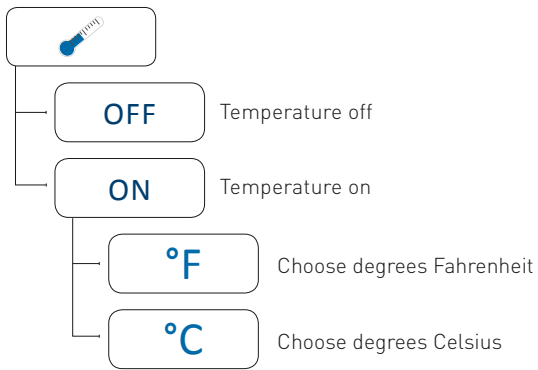 OFF Temperature off
ON Temperature on
°F Choose degrees Fahrenheit
°C Choose degrees Celsius